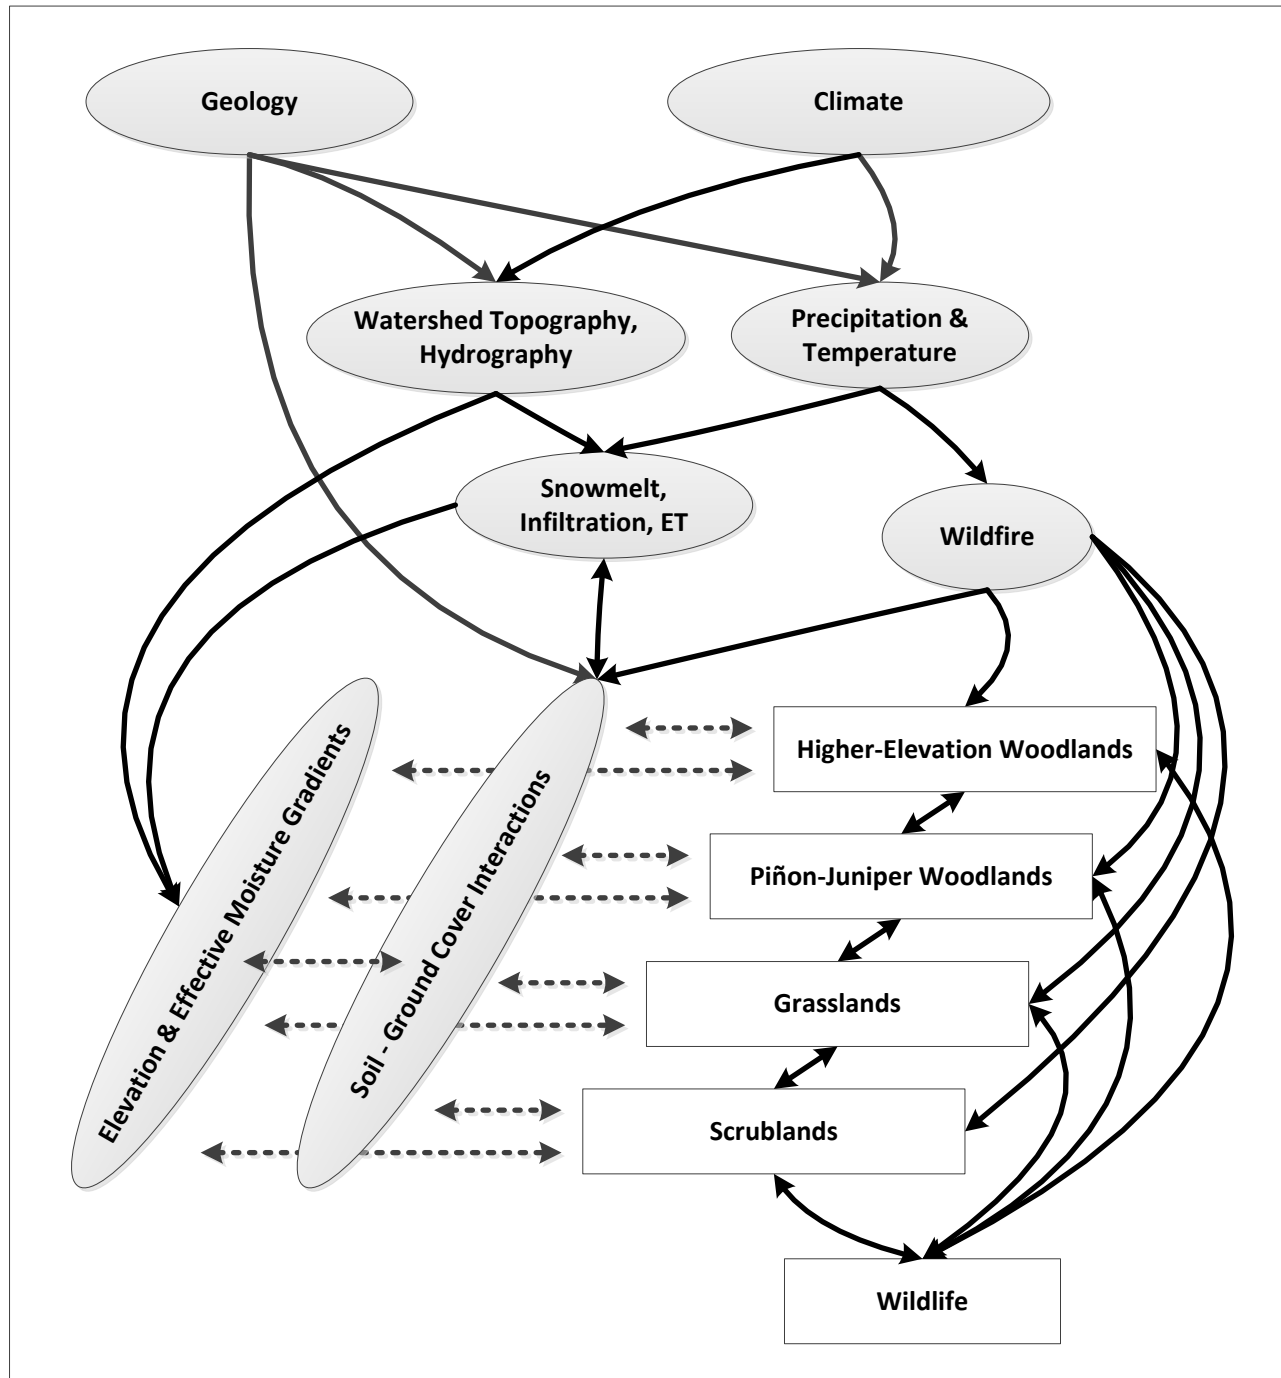 Geology
Climate
Watershed Topography,
Hydrography
Precipitation &
Temperature
Snowmelt,
Infiltration, ET
Wildfire
Elevation & Effective Moisture Gradients
Soil - Ground Cover Interactions
Higher-Elevation Woodlands
Piñon-Juniper Woodlands
Grasslands
Scrublands
Wildlife